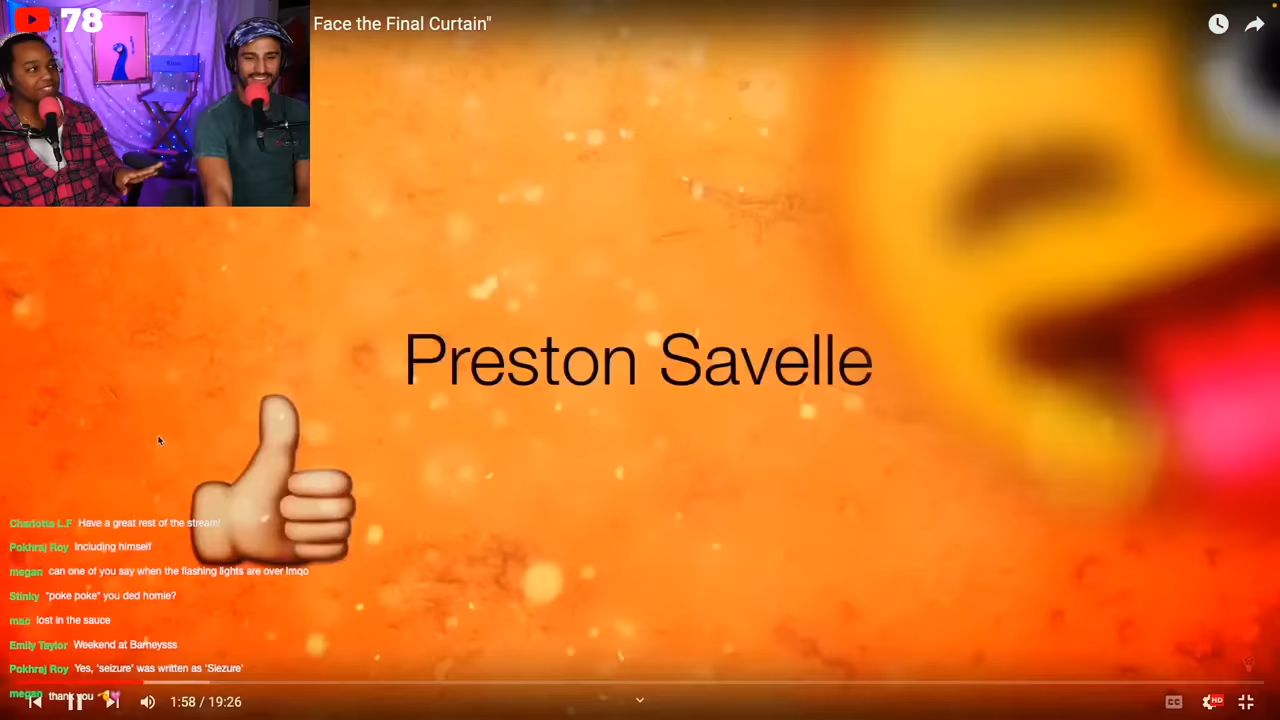 78
Face the Final Curtain"
Preston Savelle
Charlotte L.F Have a great rest of the stream!
Pokhraj Roy Including himself
megan can one of you say when the flashing lights are over lmqo
Stinky *poke poke* you ded homie?
mac lost in the sauce
Emily Taylor Weekend at Barneysss
Pokhraj Roy Yes, 'seizure' was written as 'Siezure'
megan thank you
1:58 / 19:26
CC
HD